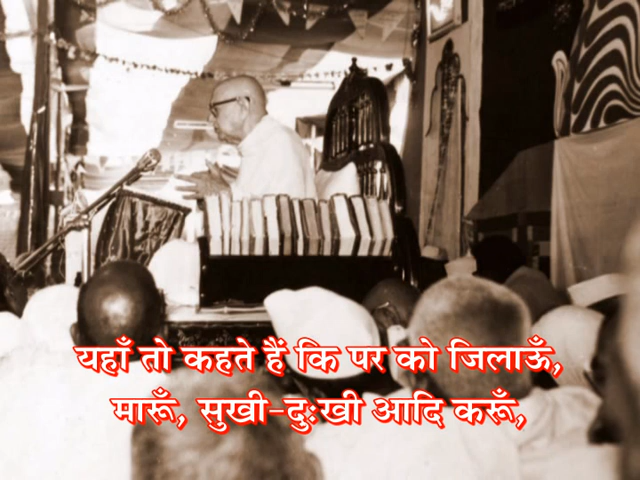 यहाँ तो कहते हैं कि पर को जिलाऊँ,
मारूँ, सुखी-दुःखी आदि करूँ,